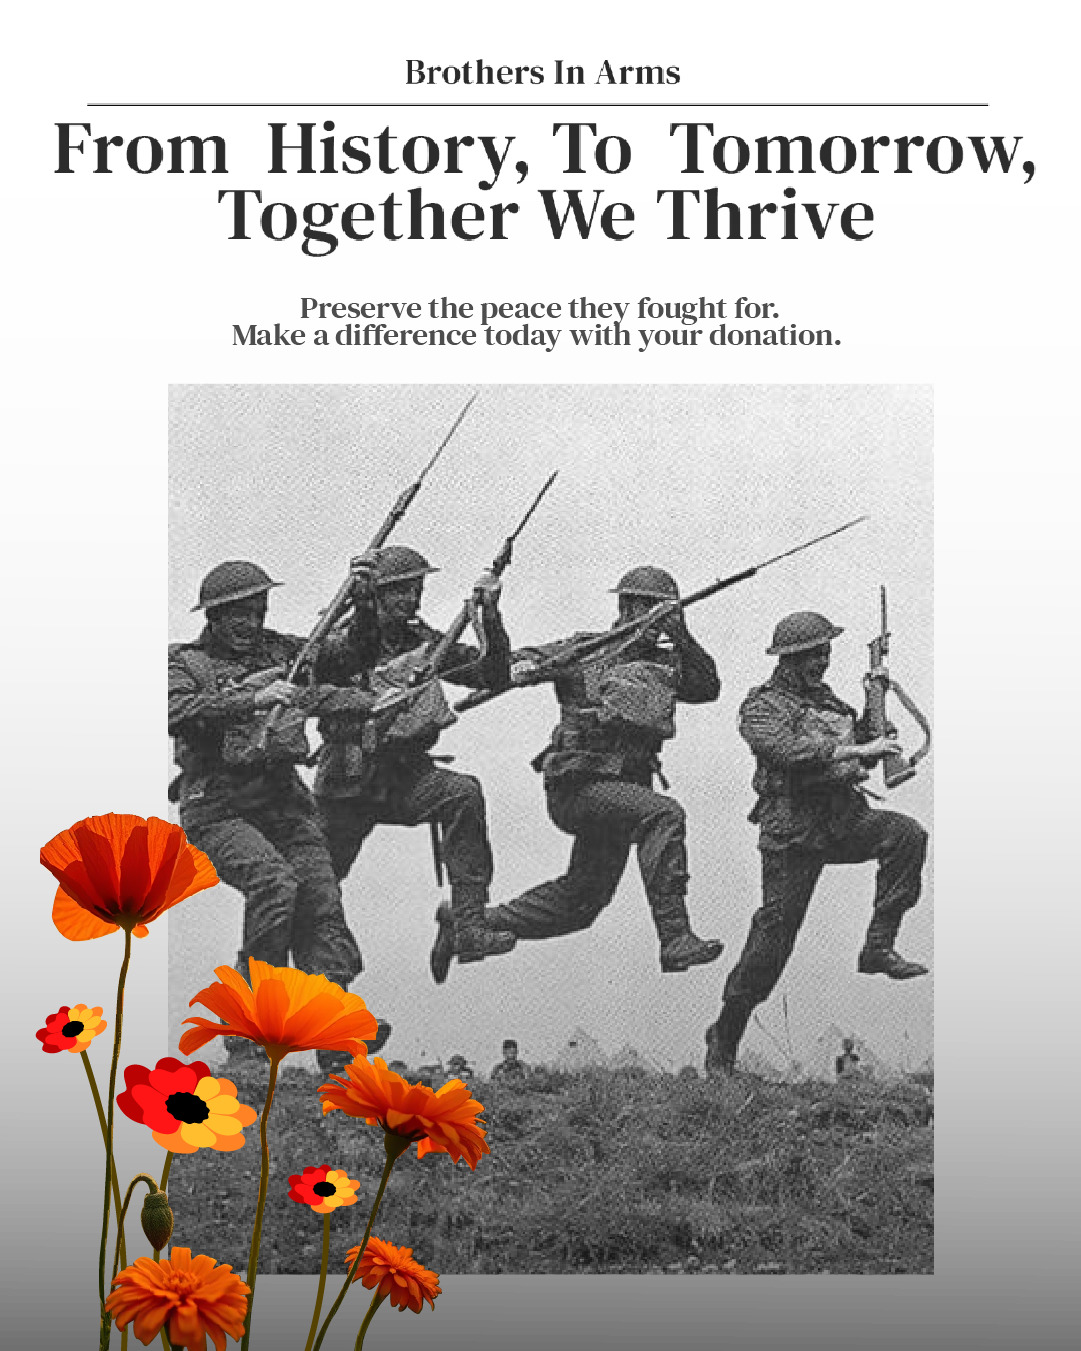 Brothers In Arms
From History, To Tomorrow,
Together We Thrive
Preserve the peace they fought for.
Make a difference today with your donation.